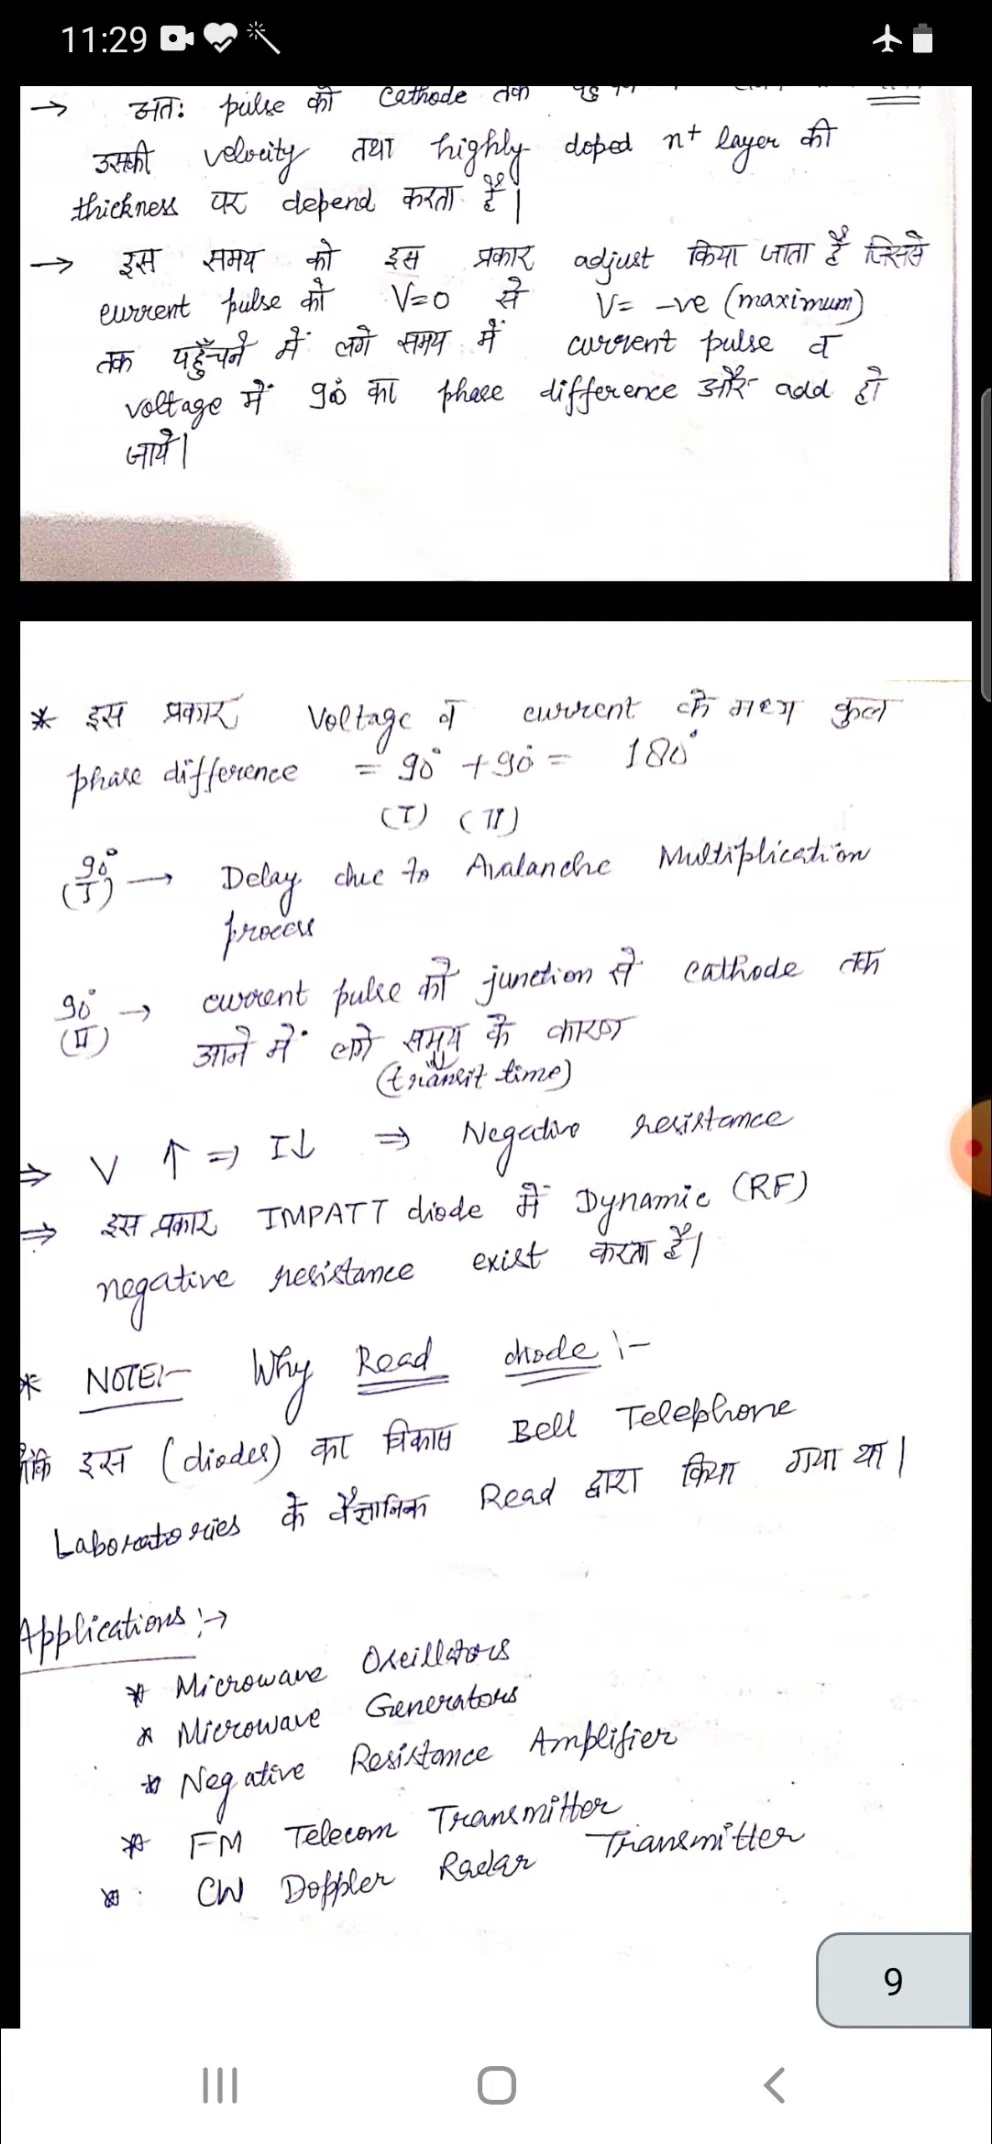 11:29
→ अतः pulse को cathode तक
उसकी velocity तथा highly doped n+ layer की
thickness पर depend करता है।
→ इस समय को इस प्रकार adjust किया जाता है जिससे
current pulse को V=0 से V= -ve (maximum)
तक पहुँचने में लगे समय में current pulse व
voltage में 90° का phase difference और add हो
जाये।
* इस प्रकार Voltage व current के मध्य कुल
phase difference = 90° + 90° = 180°
(I) (II)
90° (I) → Delay due to Avalanche Multiplication
process
90° (II) → current pulse को junction से cathode तक
आने में लगे समय के कारण
(transit time)
⇒ V ↑ ⇒ I↓ ⇒ Negative resistance
⇒ इस प्रकार IMPATT diode में Dynamic (RF)
negative resistance exist करता है।
* NOTE:- Why Read diode :-
इस (diodes) का विकास Bell Telephone
Laboratories के वैज्ञानिक Read द्वारा किया गया था।
Applications :→
* Microwave Oscillators
* Microwave Generators
* Negative Resistance Amplifier
* FM Telecom Transmitter
* CW Doppler Radar Transmitter
9